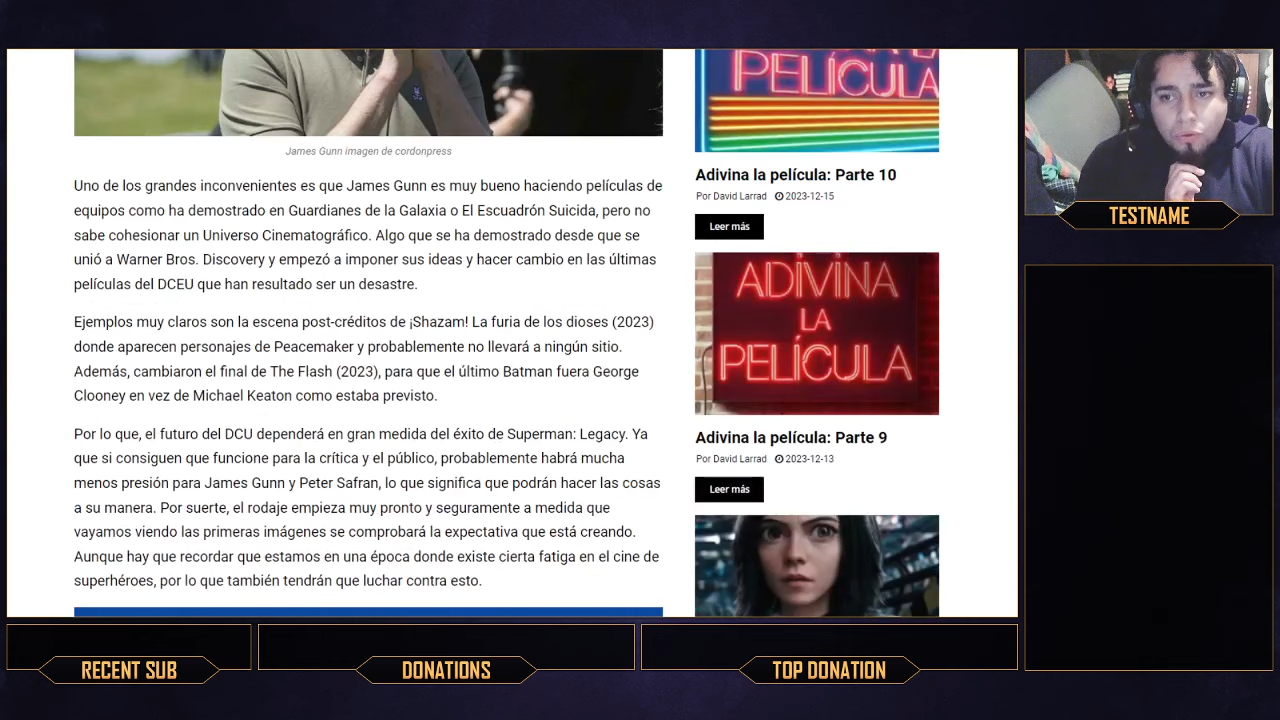 PELÍCULA
James Gunn imagen de cordonpress
Uno de los grandes inconvenientes es que James Gunn es muy bueno haciendo películas de
equipos como ha demostrado en Guardianes de la Galaxia o El Escuadrón Suicida, pero no
sabe cohesionar un Universo Cinematográfico. Algo que se ha demostrado desde que se
unió a Warner Bros. Discovery y empezó a imponer sus ideas y hacer cambio en las últimas
películas del DCEU que han resultado ser un desastre.
Ejemplos muy claros son la escena post-créditos de ¡Shazam! La furia de los dioses (2023)
donde aparecen personajes de Peacemaker y probablemente no llevará a ningún sitio.
Además, cambiaron el final de The Flash (2023), para que el último Batman fuera George
Clooney en vez de Michael Keaton como estaba previsto.
Por lo que, el futuro del DCU dependerá en gran medida del éxito de Superman: Legacy. Ya
que si consiguen que funcione para la crítica y el público, probablemente habrá mucha
menos presión para James Gunn y Peter Safran, lo que significa que podrán hacer las cosas
a su manera. Por suerte, el rodaje empieza muy pronto y seguramente a medida que
vayamos viendo las primeras imágenes se comprobará la expectativa que está creando.
Aunque hay que recordar que estamos en una época donde existe cierta fatiga en el cine de
superhéroes, por lo que también tendrán que luchar contra esto.
Adivina la película: Parte 10
Por David Larrad 2023-12-15
Leer más
ADIVINA
LA
PELÍCULA
Adivina la película: Parte 9
Por David Larrad 2023-12-13
Leer más
TESTNAME
RECENT SUB
DONATIONS
TOP DONATION